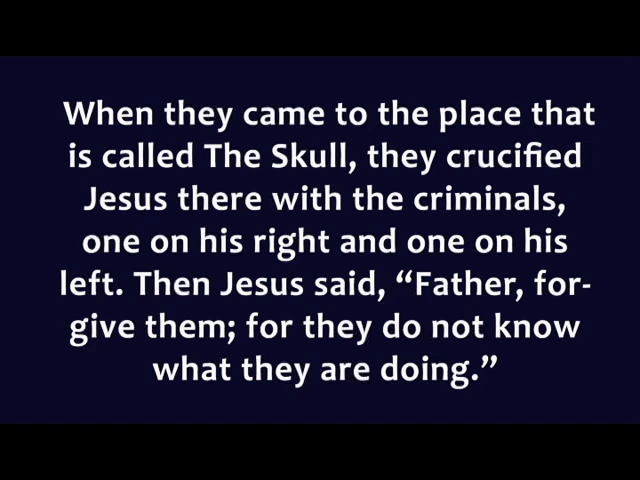 When they came to the place that
is called The Skull, they crucified
Jesus there with the criminals,
one on his right and one on his
left. Then Jesus said, “Father, for-
give them; for they do not know
what they are doing.”